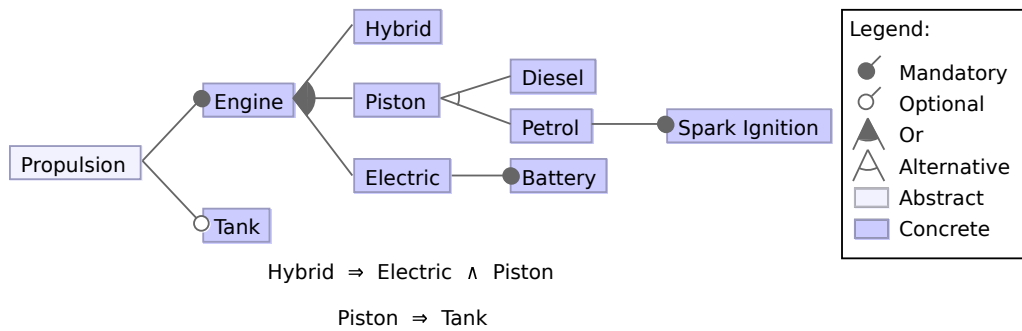 Propulsion
Engine
Tank
Hybrid
Piston
Electric
Diesel
Petrol
Battery
Spark Ignition
Hybrid ⇒ Electric ∧ Piston
Piston ⇒ Tank
Legend:
Mandatory
Optional
Or
Alternative
Abstract
Concrete